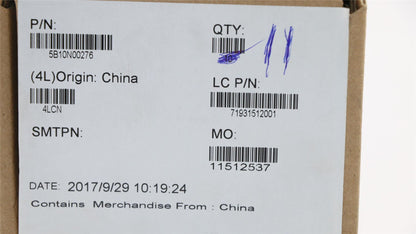 P/N:
5B10N00276
QTY:
11
(4L)Origin: China
4LCN
LC P/N:
71931512001
SMTPN:
MO:
11512537
DATE: 2017/9/29 10:19:24
Contains Merchandise From : China